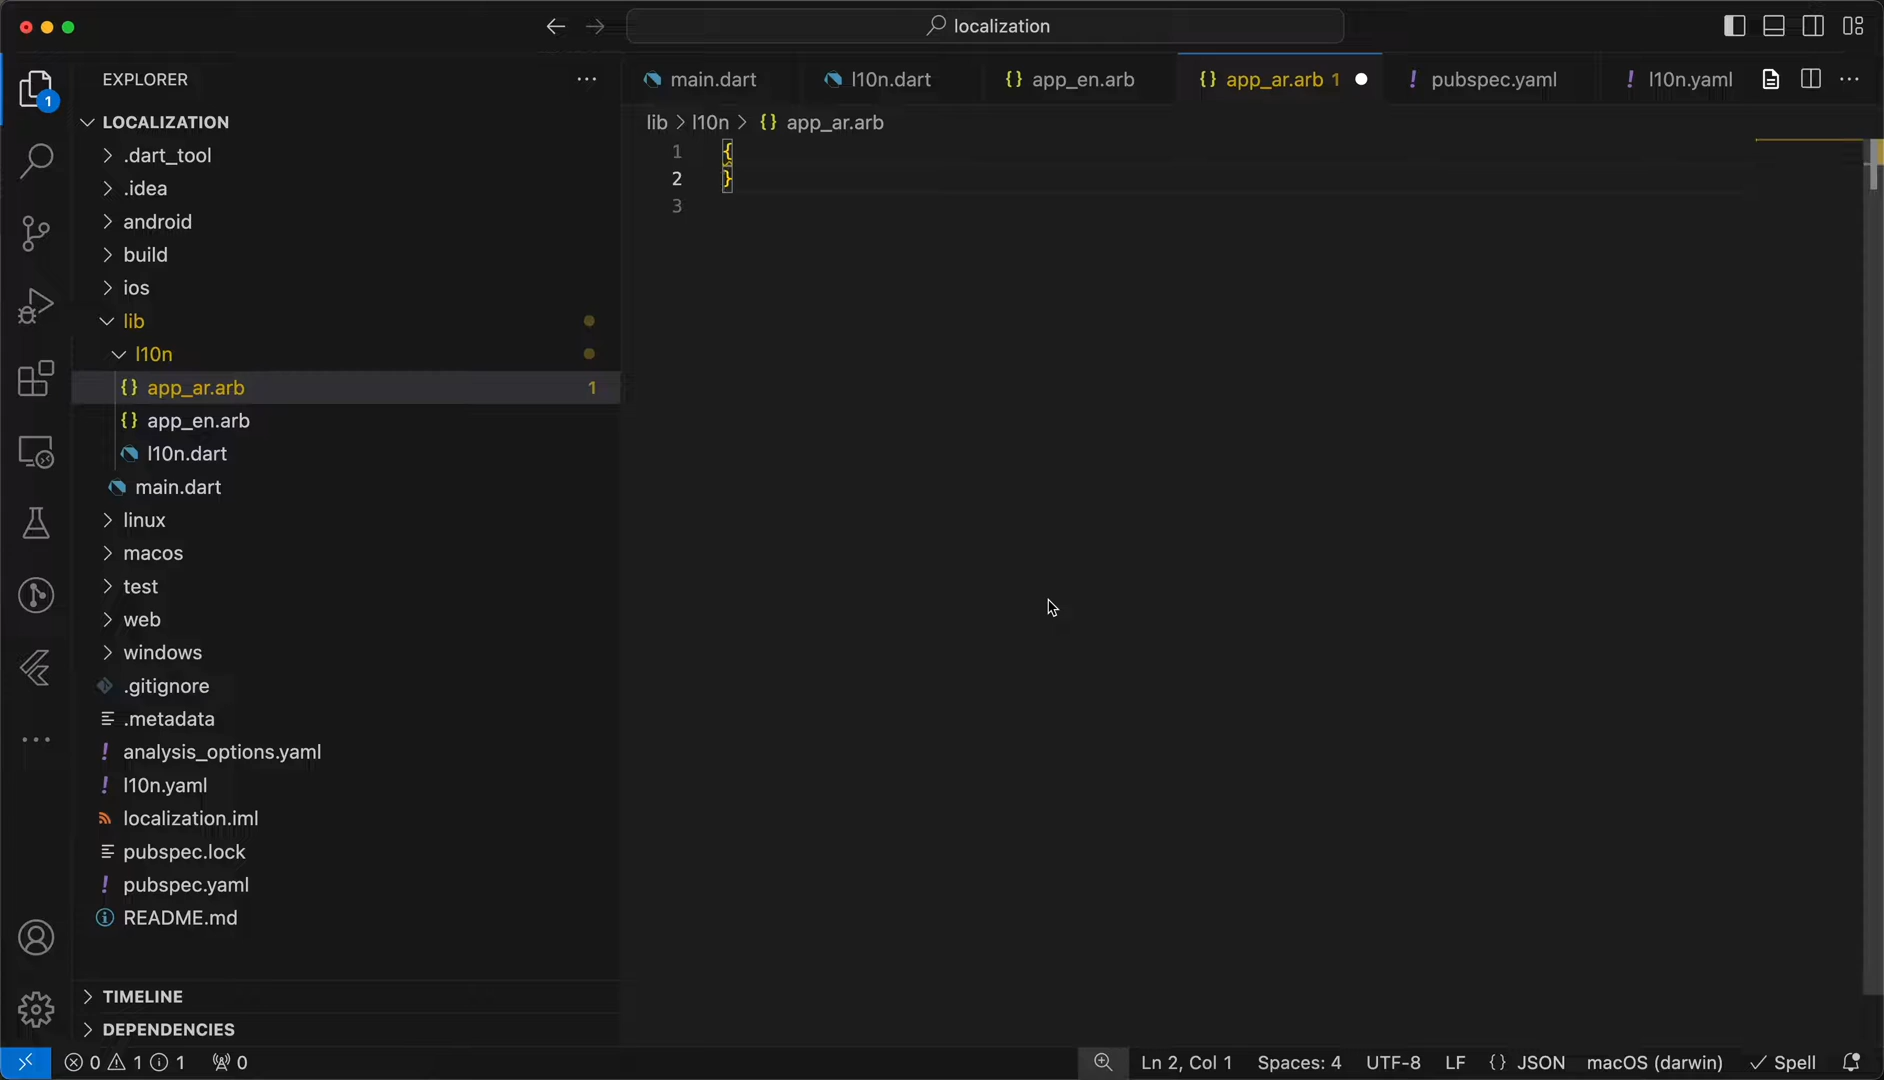 localization
EXPLORER
main.dart
l10n.dart
{} app_en.arb
{} app_ar.arb 1
! pubspec.yaml
! l10n.yaml
LOCALIZATION
lib > l10n > {} app_ar.arb
1 {
2 }
3
.dart_tool
.idea
android
build
ios
lib
l10n
{} app_ar.arb 1
{} app_en.arb
l10n.dart
main.dart
linux
macos
test
web
windows
.gitignore
.metadata
! analysis_options.yaml
! l10n.yaml
localization.iml
pubspec.lock
! pubspec.yaml
README.md
TIMELINE
DEPENDENCIES
1
0 1 1 0
Ln 2, Col 1 Spaces: 4 UTF-8 LF {} JSON macOS (darwin) Spell